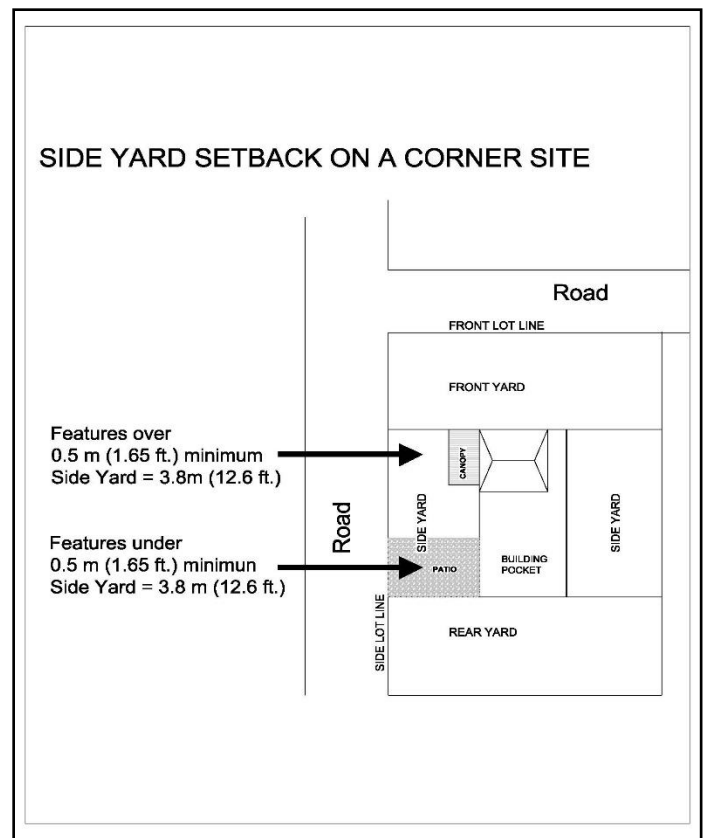 SIDE YARD SETBACK ON A CORNER SITE
Road
FRONT LOT LINE
FRONT YARD
Features over
0.5 m (1.65 ft.) minimum
Side Yard = 3.8m (12.6 ft.)
CANOPY
SIDE YARD
SIDE YARD
Road
Features under
0.5 m (1.65 ft.) minimun
Side Yard = 3.8 m (12.6 ft.)
PATIO
BUILDING
POCKET
SIDE LOT LINE
REAR YARD